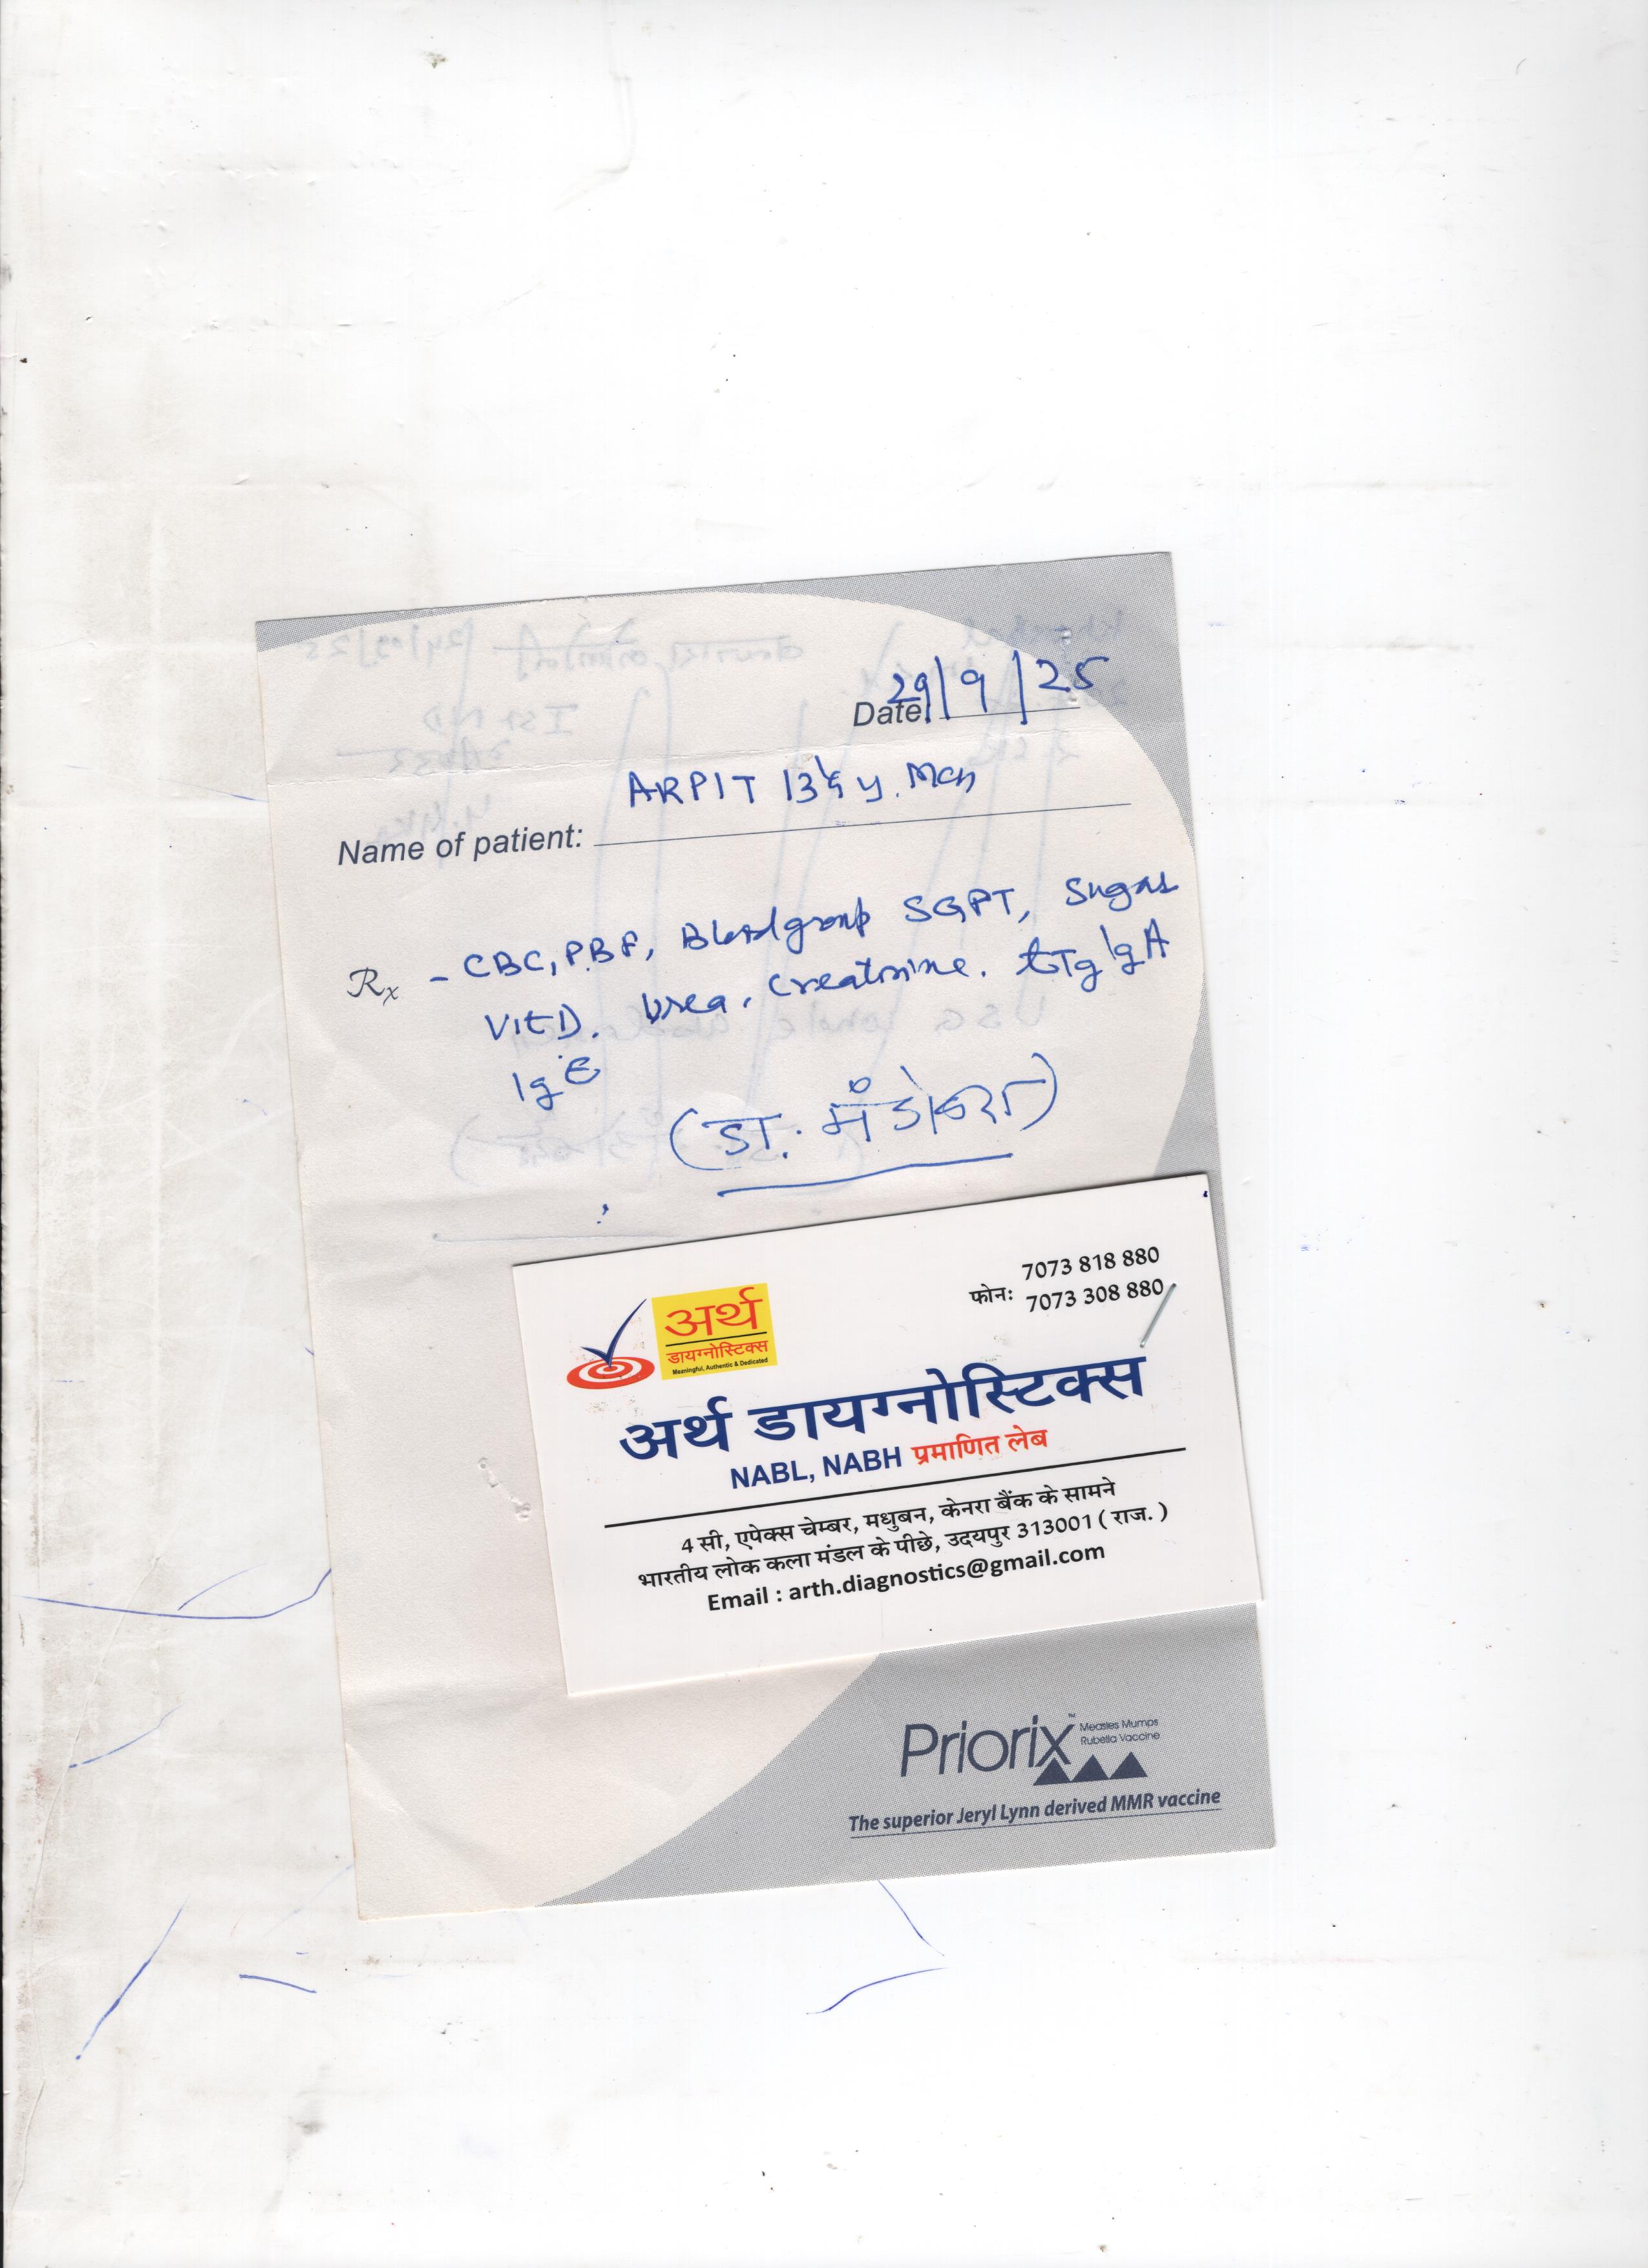 29/9/25
Date:
ARPIT 13½ y. Mch
Name of patient:
Rx - CBC, P.B.F, Bloodgroup SGPT, Sugar
Vit D. Urea, Creatinine. tTg IgA
IgE
(डा. मंडोवरा)
7073 818 880
फोन: 7073 308 880
अर्थ
डायग्नोस्टिक्स
Meaningful, Authentic & Dedicated
अर्थ डायग्नोस्टिक्स
NABL, NABH प्रमाणित लेब
4 सी, एपेक्स चेम्बर, मधुबन, केनरा बैंक के सामने
भारतीय लोक कला मंडल के पीछे, उदयपुर 313001 ( राज. )
Email : arth.diagnostics@gmail.com
Priorix™ Measles Mumps
Rubella Vaccine
The superior Jeryl Lynn derived MMR vaccine